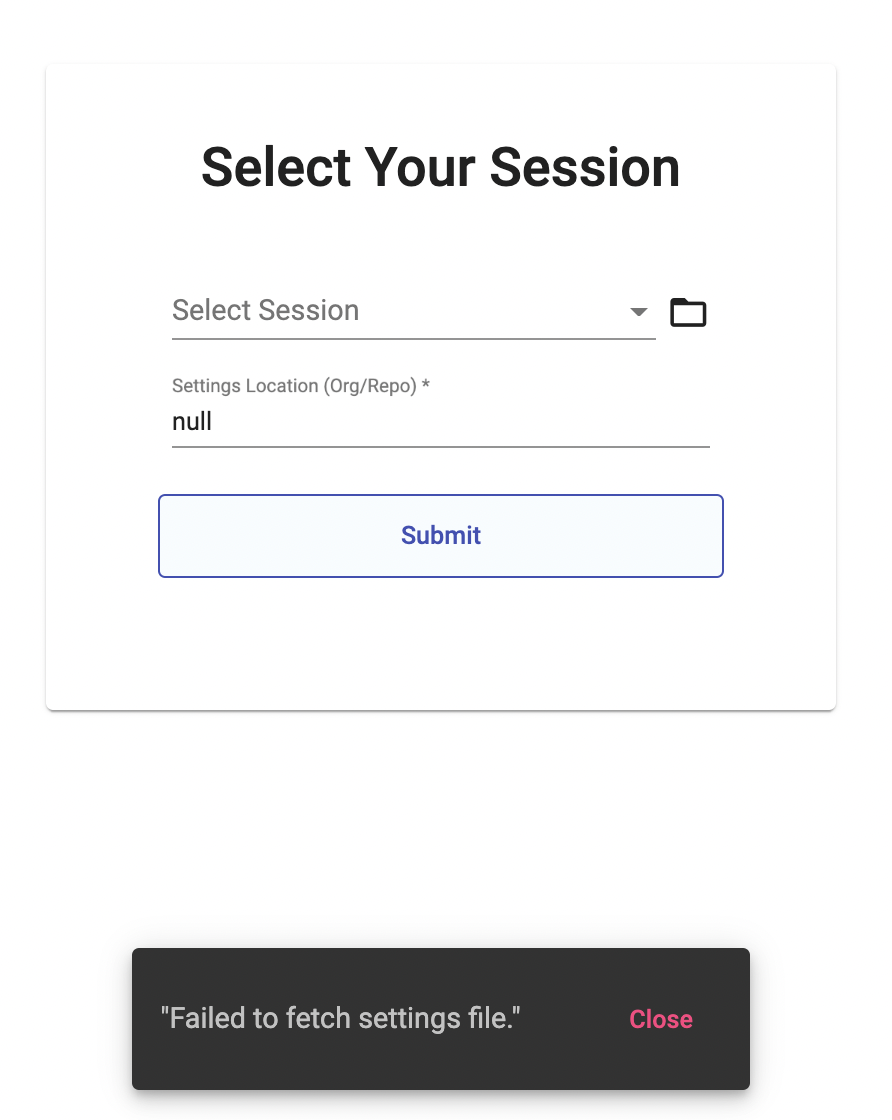 Select Your Session
Select Session
Settings Location (Org/Repo) *
null
Submit
"Failed to fetch settings file." Close